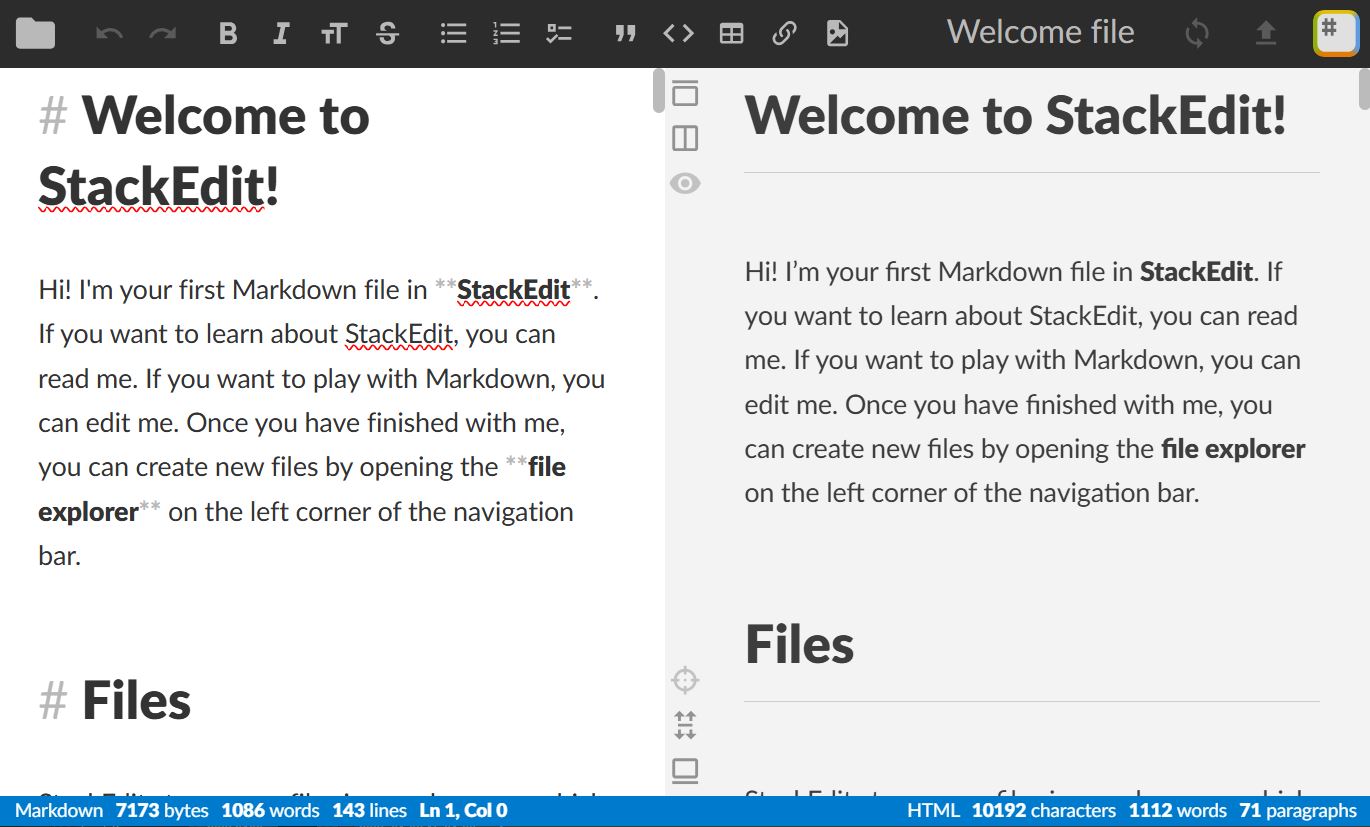 Welcome file
# Welcome to
StackEdit!
Hi! I'm your first Markdown file in **StackEdit**.
If you want to learn about StackEdit, you can
read me. If you want to play with Markdown, you
can edit me. Once you have finished with me,
you can create new files by opening the **file
explorer** on the left corner of the navigation
bar.
# Files
Welcome to StackEdit!
Hi! I’m your first Markdown file in StackEdit. If
you want to learn about StackEdit, you can read
me. If you want to play with Markdown, you can
edit me. Once you have finished with me, you
can create new files by opening the file explorer
on the left corner of the navigation bar.
Files
Markdown 7173 bytes 1086 words 143 lines Ln 1, Col 0
HTML 10192 characters 1112 words 71 paragraphs